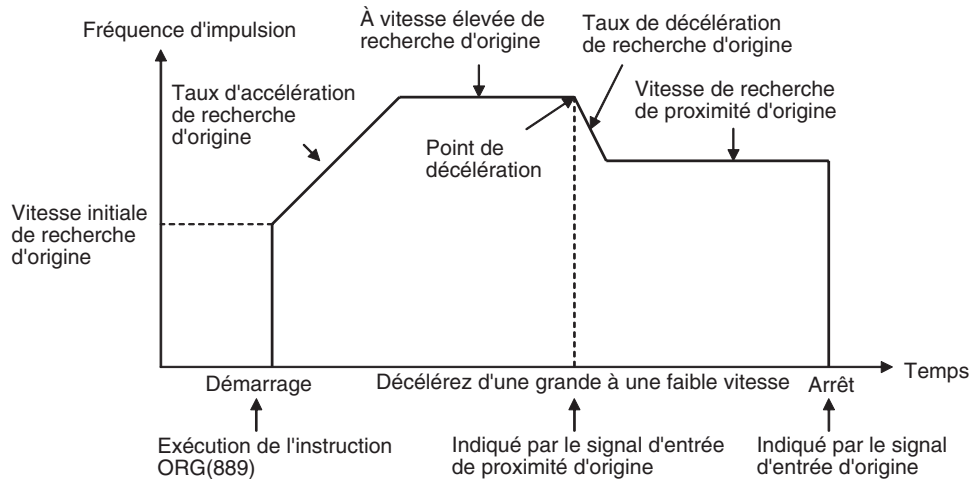 Fréquence d'impulsion
À vitesse élevée de
recherche d'origine
Taux de décélération
de recherche d'origine
Taux d'accélération
de recherche
d'origine
Vitesse de recherche
de proximité d'origine
Point de
décélération
Vitesse initiale
de recherche
d'origine
Temps
Démarrage
Décélérez d'une grande à une faible vitesse
Arrêt
Exécution de l'instruction
ORG(889)
Indiqué par le signal d'entrée
de proximité d'origine
Indiqué par le signal
d'entrée d'origine